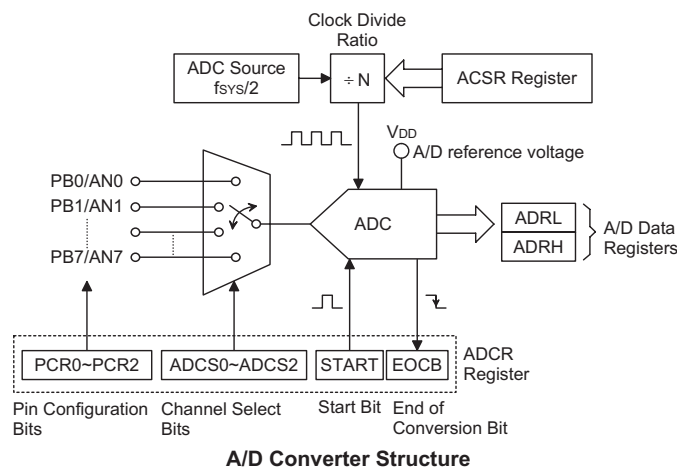 Clock Divide
Ratio
ADC Source
fSYS/2
÷ N
ACSR Register
VDD
A/D reference voltage
PB0/AN0
PB1/AN1
PB7/AN7
ADC
ADRL
ADRH
A/D Data
Registers
PCR0~PCR2
ADCS0~ADCS2
START
EOCB
ADCR
Register
Pin Configuration
Bits
Channel Select
Bits
Start Bit
End of
Conversion Bit
A/D Converter Structure